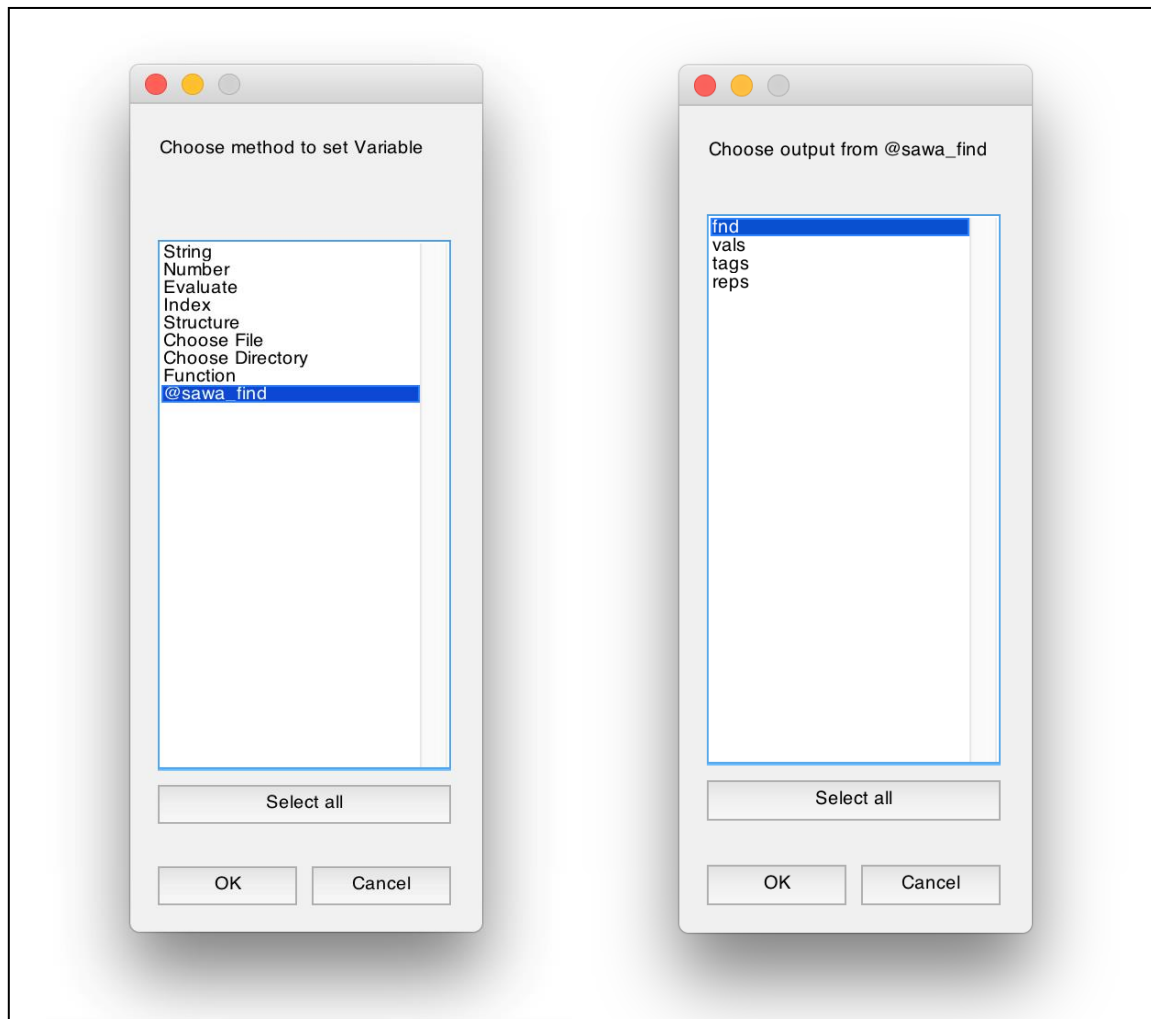 Choose method to set Variable
String
Number
Evaluate
Index
Structure
Choose File
Choose Directory
Function
@sawa_find
Select all
OK
Cancel
Choose output from @sawa_find
fnd
vals
tags
reps
Select all
OK
Cancel